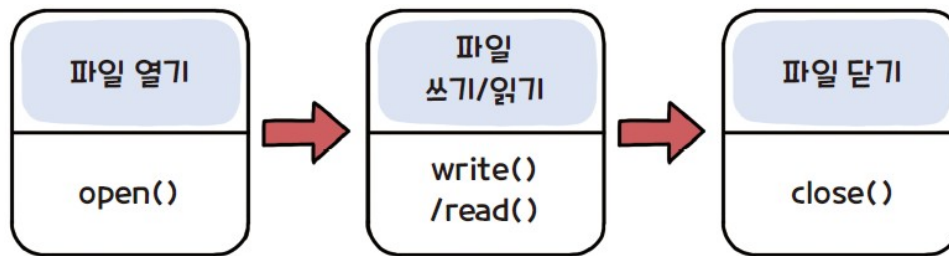 파일 열기
open()
파일
쓰기/읽기
write()
/read()
파일 닫기
close()